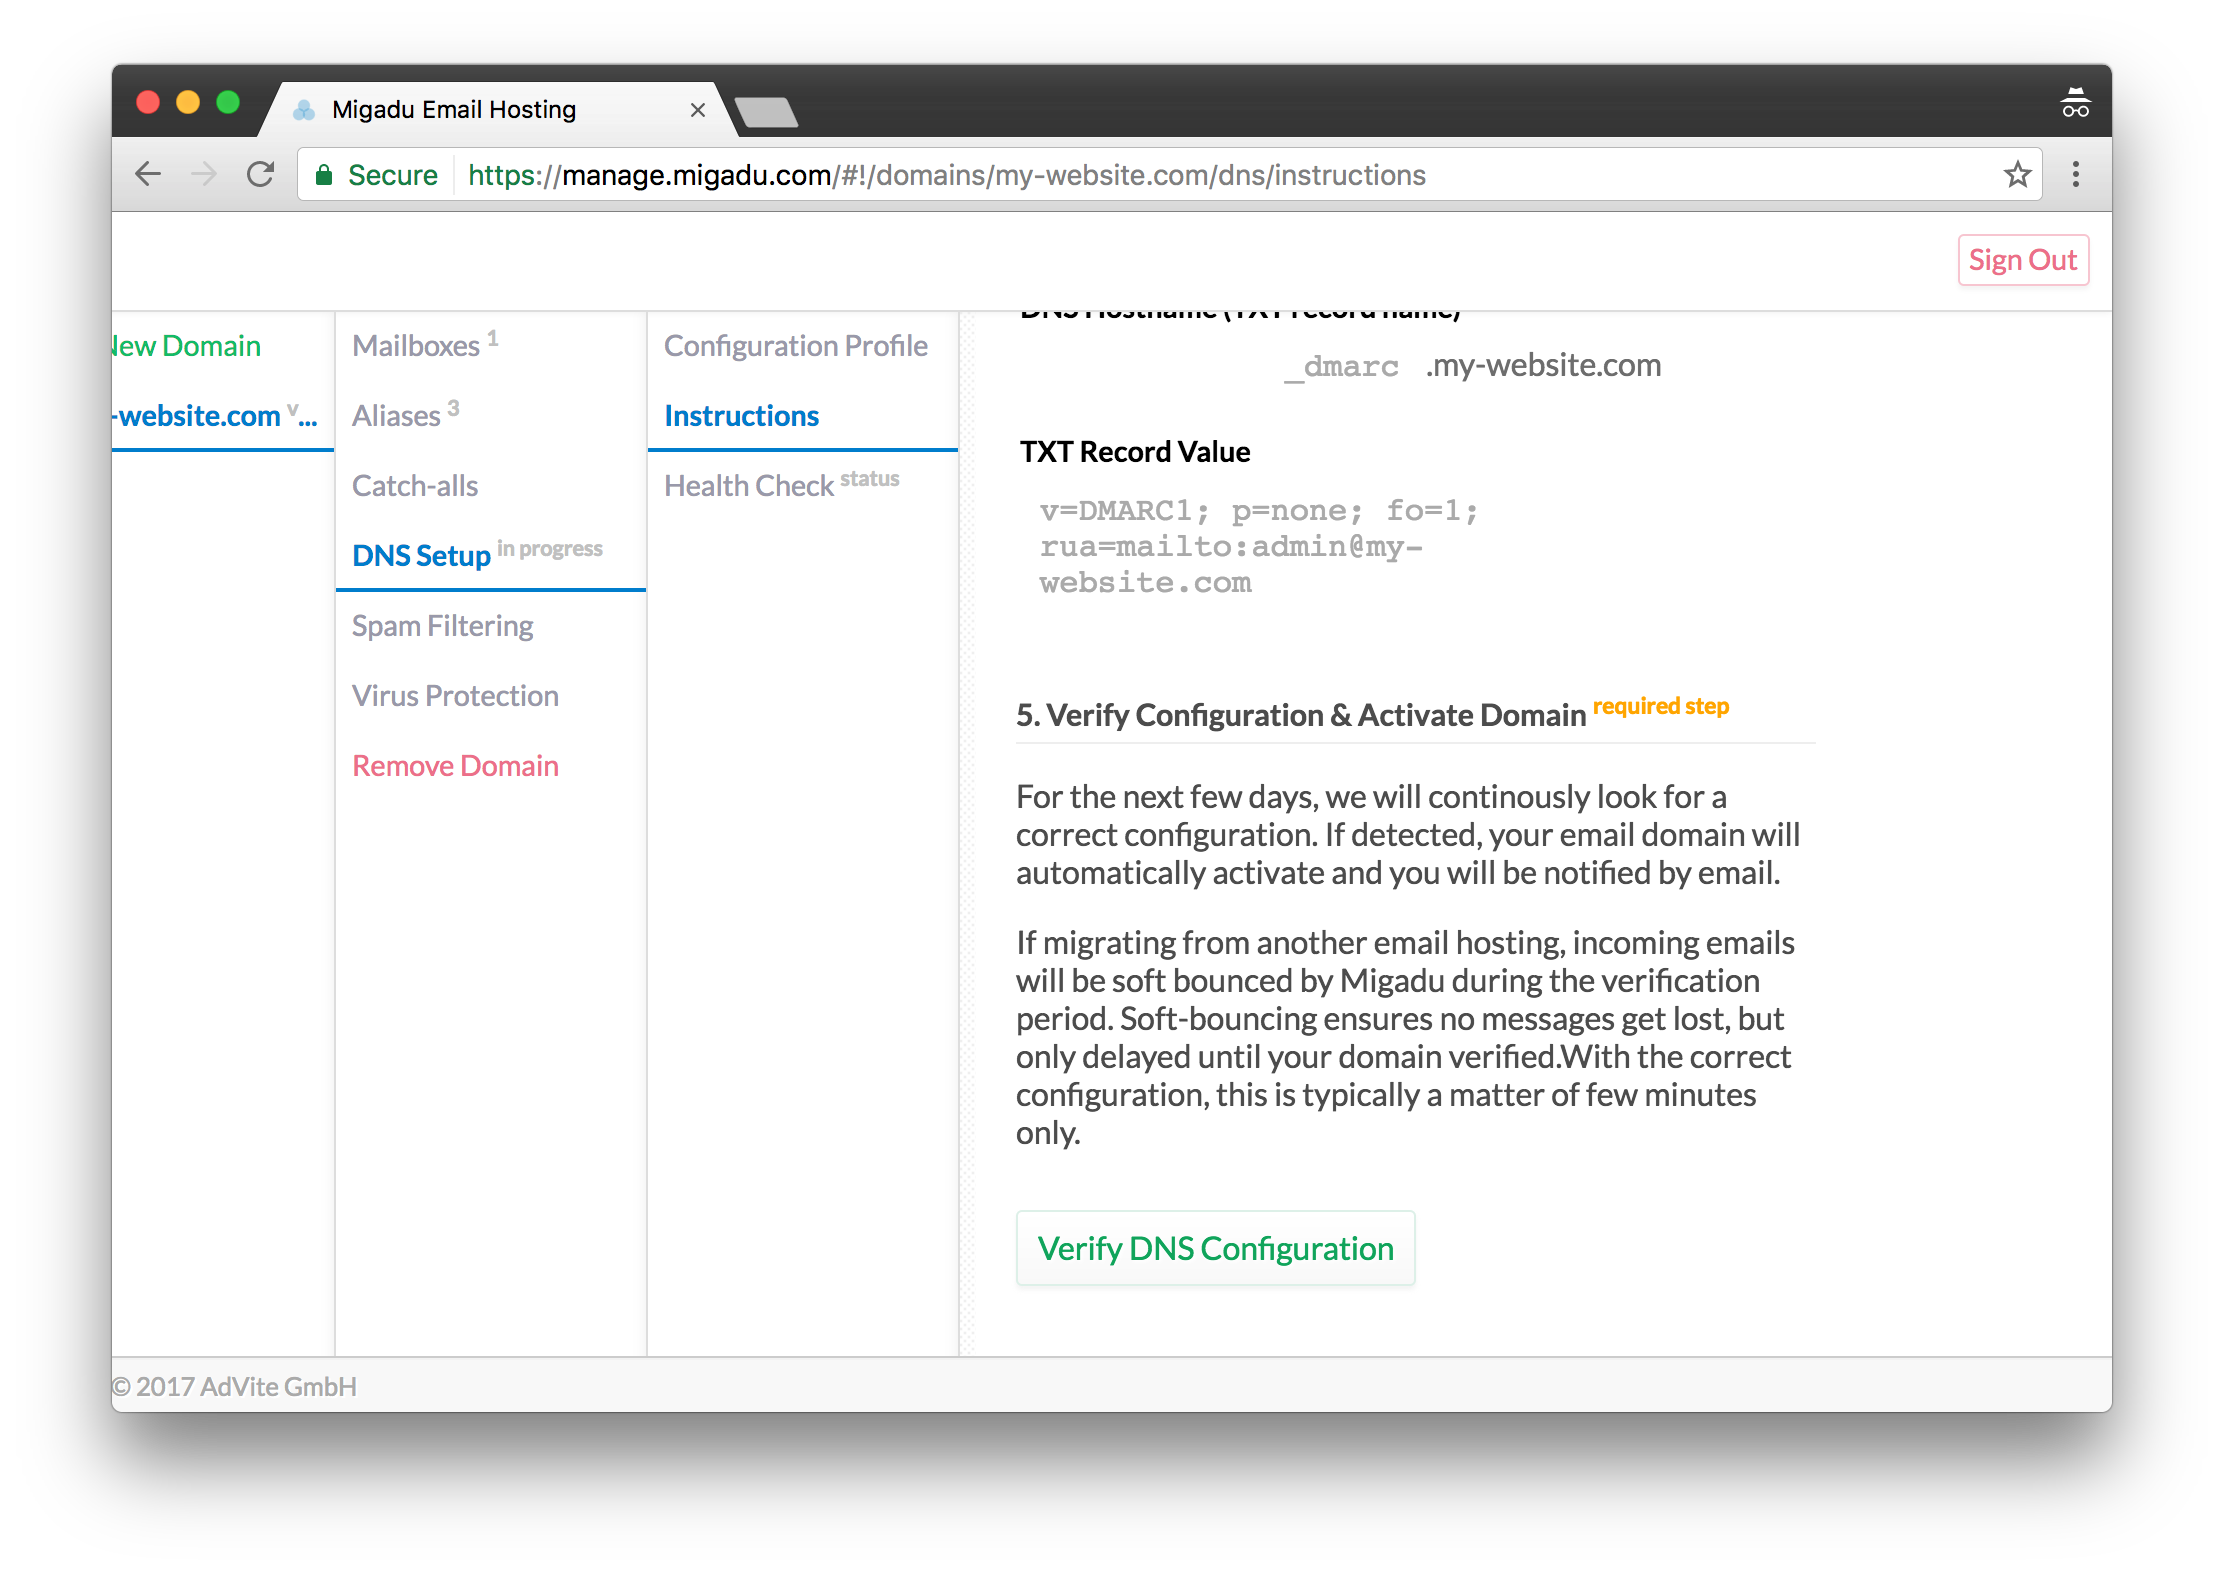 Migadu Email Hosting
Secure https://manage.migadu.com/#!/domains/my-website.com/dns/instructions
Sign Out
New Domain
-website.com v...
Mailboxes 1
Aliases 3
Catch-alls
DNS Setup in progress
Spam Filtering
Virus Protection
Remove Domain
Configuration Profile
Instructions
Health Check status
DNS Hostname (TXT record name)
_dmarc .my-website.com
TXT Record Value
v=DMARC1; p=none; fo=1;
rua=mailto:admin@my-
website.com
5. Verify Configuration & Activate Domain required step
For the next few days, we will continously look for a
correct configuration. If detected, your email domain will
automatically activate and you will be notified by email.
If migrating from another email hosting, incoming emails
will be soft bounced by Migadu during the verification
period. Soft-bouncing ensures no messages get lost, but
only delayed until your domain verified.With the correct
configuration, this is typically a matter of few minutes
only.
Verify DNS Configuration
© 2017 AdVite GmbH